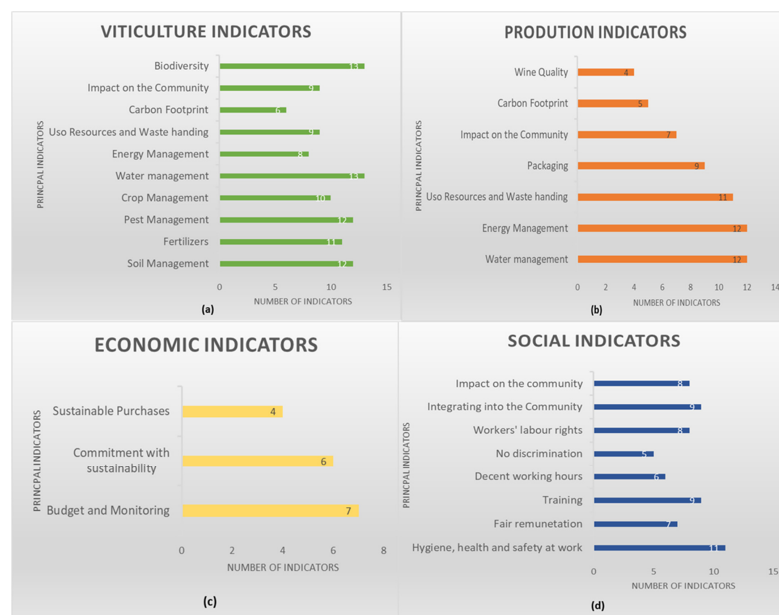 VITICULTURE INDICATORS
PRINCPAL INDICATORS
Biodiversity 13
Impact on the Community 9
Carbon Footprint 6
Uso Resources and Waste handing 9
Energy Management 8
Water management 13
Crop Management 10
Pest Management 12
Fertilizers 11
Soil Management 12
0 5 10 15
NUMBER OF INDICATORS
(a)
PRODUTION INDICATORS
PRINCPAL INDICATORS
Wine Quality 4
Carbon Footprint 5
Impact on the Community 7
Packaging 9
Uso Resources and Waste handing 11
Energy Management 12
Water management 12
0 2 4 6 8 10 12 14
NUMBER OF INDICATORS
(b)
ECONOMIC INDICATORS
PRINCPAL INDICATORS
Sustainable Purchases 4
Commitment with
sustainability 6
Budget and Monitoring 7
0 2 4 6 8
NUMBER OF INDICATORS
(c)
SOCIAL INDICATORS
PRINCPAL INDICATORS
Impact on the community 8
Integrating into the Community 9
Workers' labour rights 8
No discrimination 5
Decent working hours 6
Training 9
Fair remunetation 7
Hygiene, health and safety at work 11
0 5 10 15
NUMBER OF INDICATORS
(d)